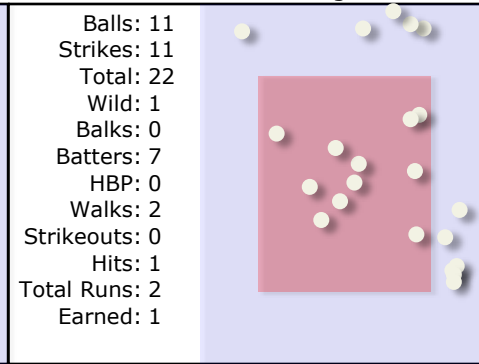 Balls: 11
Strikes: 11
Total: 22
Wild: 1
Balks: 0
Batters: 7
HBP: 0
Walks: 2
Strikeouts: 0
Hits: 1
Total Runs: 2
Earned: 1